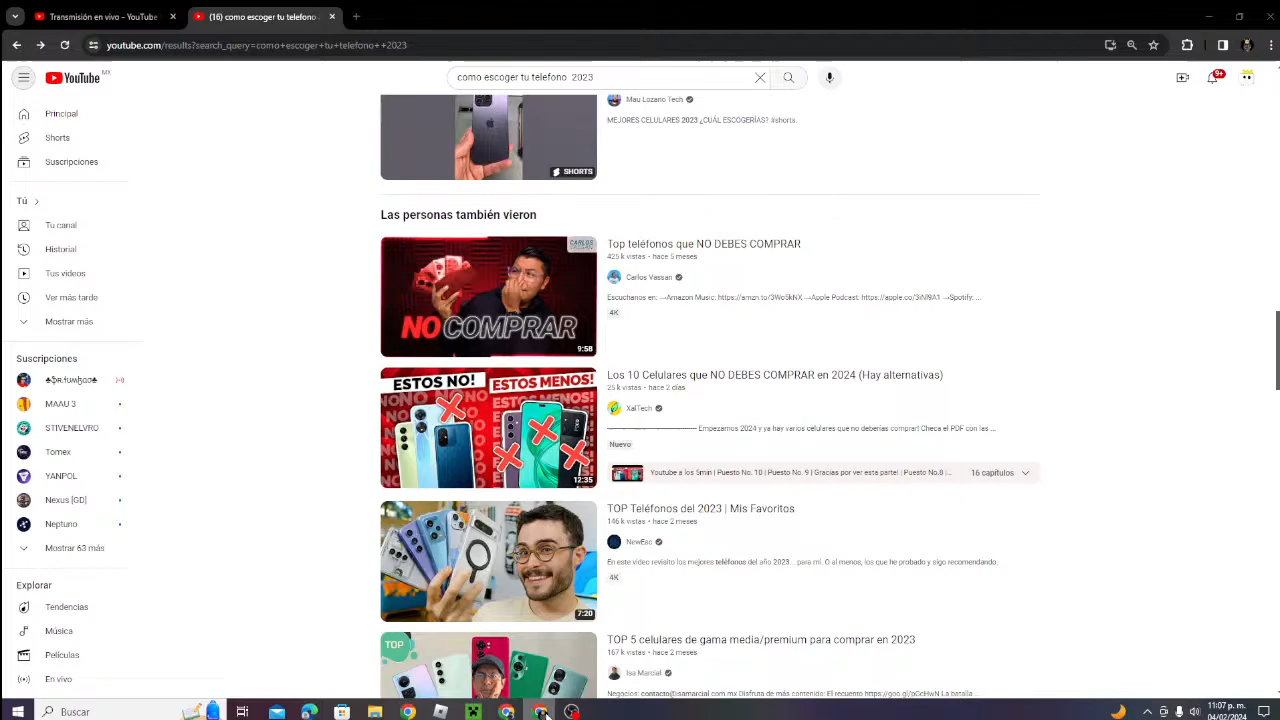 Transmisión en vivo - YouTube
(16) como escoger tu telefono
youtube.com/results?search_query=como+escoger+tu+telefono++2023
YouTube MX
como escoger tu telefono 2023
9+
Principal
Shorts
Suscripciones
Tú
Tu canal
Historial
Tus videos
Ver más tarde
Mostrar más
Suscripciones
MAAU 3
STIVENELVRO
Tomex
YANPOL
Nexus [GD]
Neptuno
Mostrar 63 más
Explorar
Tendencias
Música
Películas
En vivo
SHORTS
Mau Lozano Tech
MEJORES CELULARES 2023 ¿CUÁL ESCOGERÍAS? #shorts.
Las personas también vieron
CARLOS
NO COMPRAR
9:58
Top teléfonos que NO DEBES COMPRAR
425 k vistas • hace 5 meses
Carlos Vassan
Escuchanos en: →Amazon Music: https://amzn.to/3Wo5kNX →Apple Podcast: https://apple.co/3iNI9A1 →Spotify: ...
4K
ESTOS NO!
ESTOS MENOS!
12:35
Los 10 Celulares que NO DEBES COMPRAR en 2024 (Hay alternativas)
25 k vistas • hace 2 días
XalTech
Empezamos 2024 y ya hay varios celulares que no deberías comprar! Checa el PDF con las ...
Nuevo
Youtube a los 5min | Puesto No. 10 | Puesto No. 9 | Gracias por ver esta parte! | Puesto No.8 |...
16 capítulos
7:20
TOP Teléfonos del 2023 | Mis Favoritos
146 k vistas • hace 2 meses
NewEsc
En este video revisito los mejores teléfonos del año 2023... para mí. O al menos, los que he probado y sigo recomendando.
4K
TOP
TOP 5 celulares de gama media/premium para comprar en 2023
167 k vistas • hace 2 meses
Isa Marcial
Negocios: contacto@isamarcial.com.mx Disfruta de más contenido: El recuento https://goo.gl/pGcHwN La batalla ...
Buscar
11:07 p. m.
04/02/2024